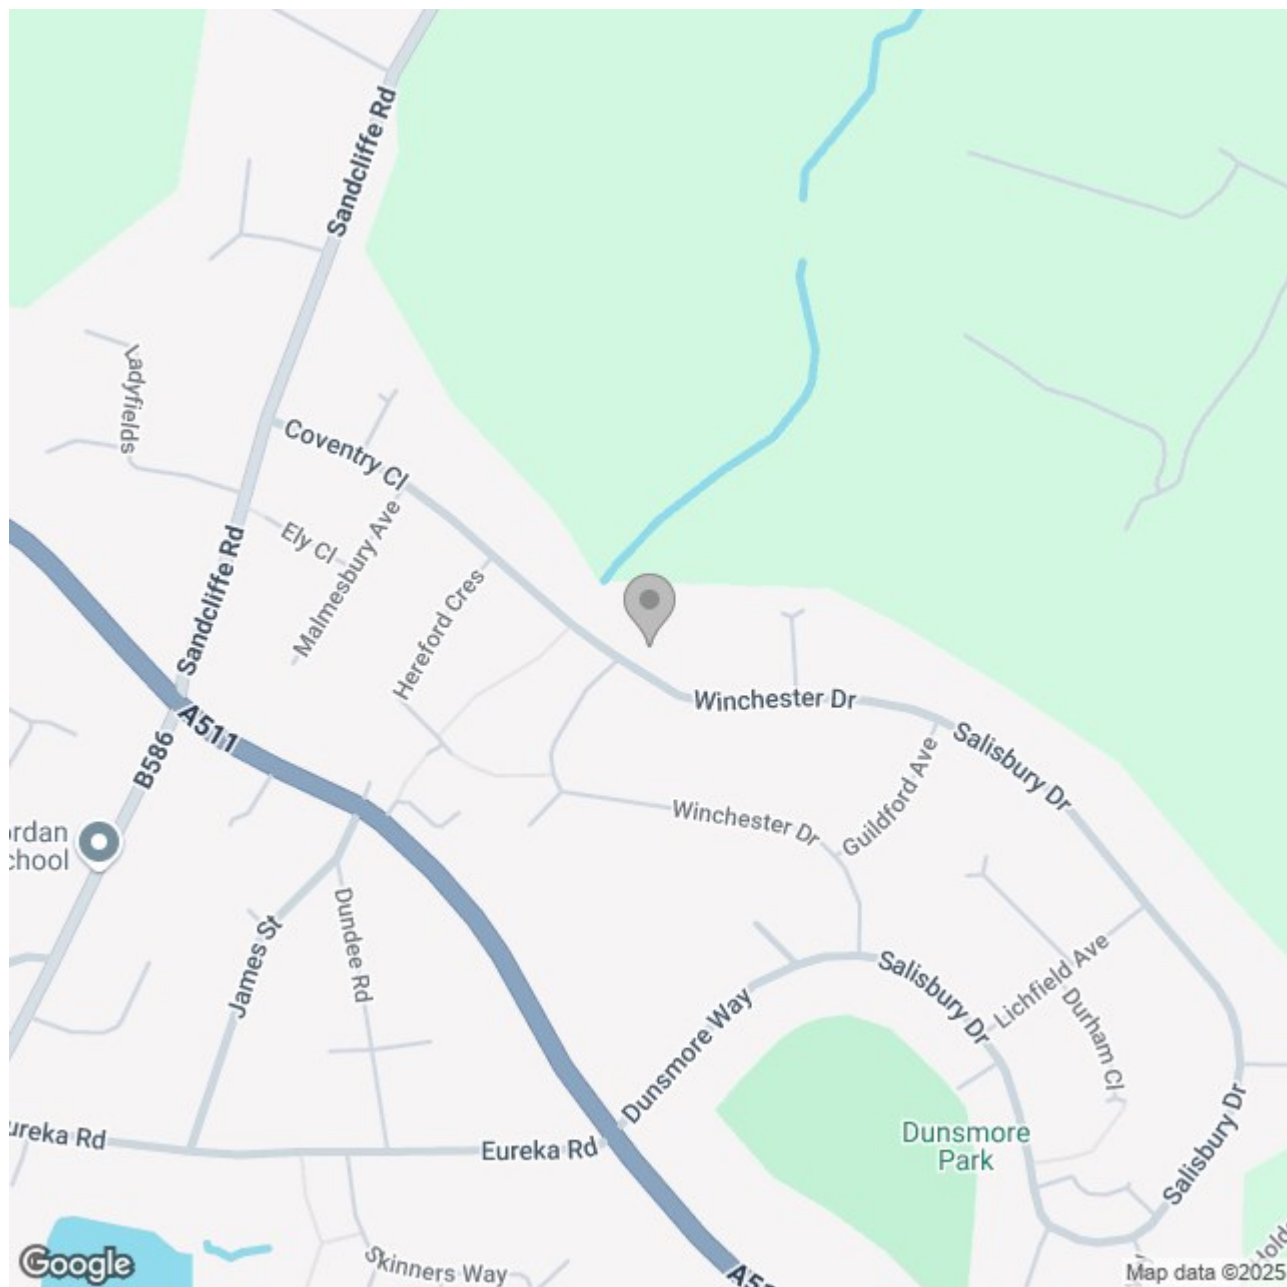 Sandcliffe Rd
Ladyfields
Coventry Cl
Ely Cl
Malmesbury Ave
Sandcliffe Rd
Hereford Cres
Winchester Dr
A511
B586
Salisbury Dr
Guildford Ave
Winchester Dr
ordan
chool
Dundee Rd
James St
Salisbury Dr
Lichfield Ave
Durham Cl
Dunsmore Way
ureka Rd
Eureka Rd
Dunsmore
Park
Salisbury Dr
Skinners Way
Google
Map data ©2025